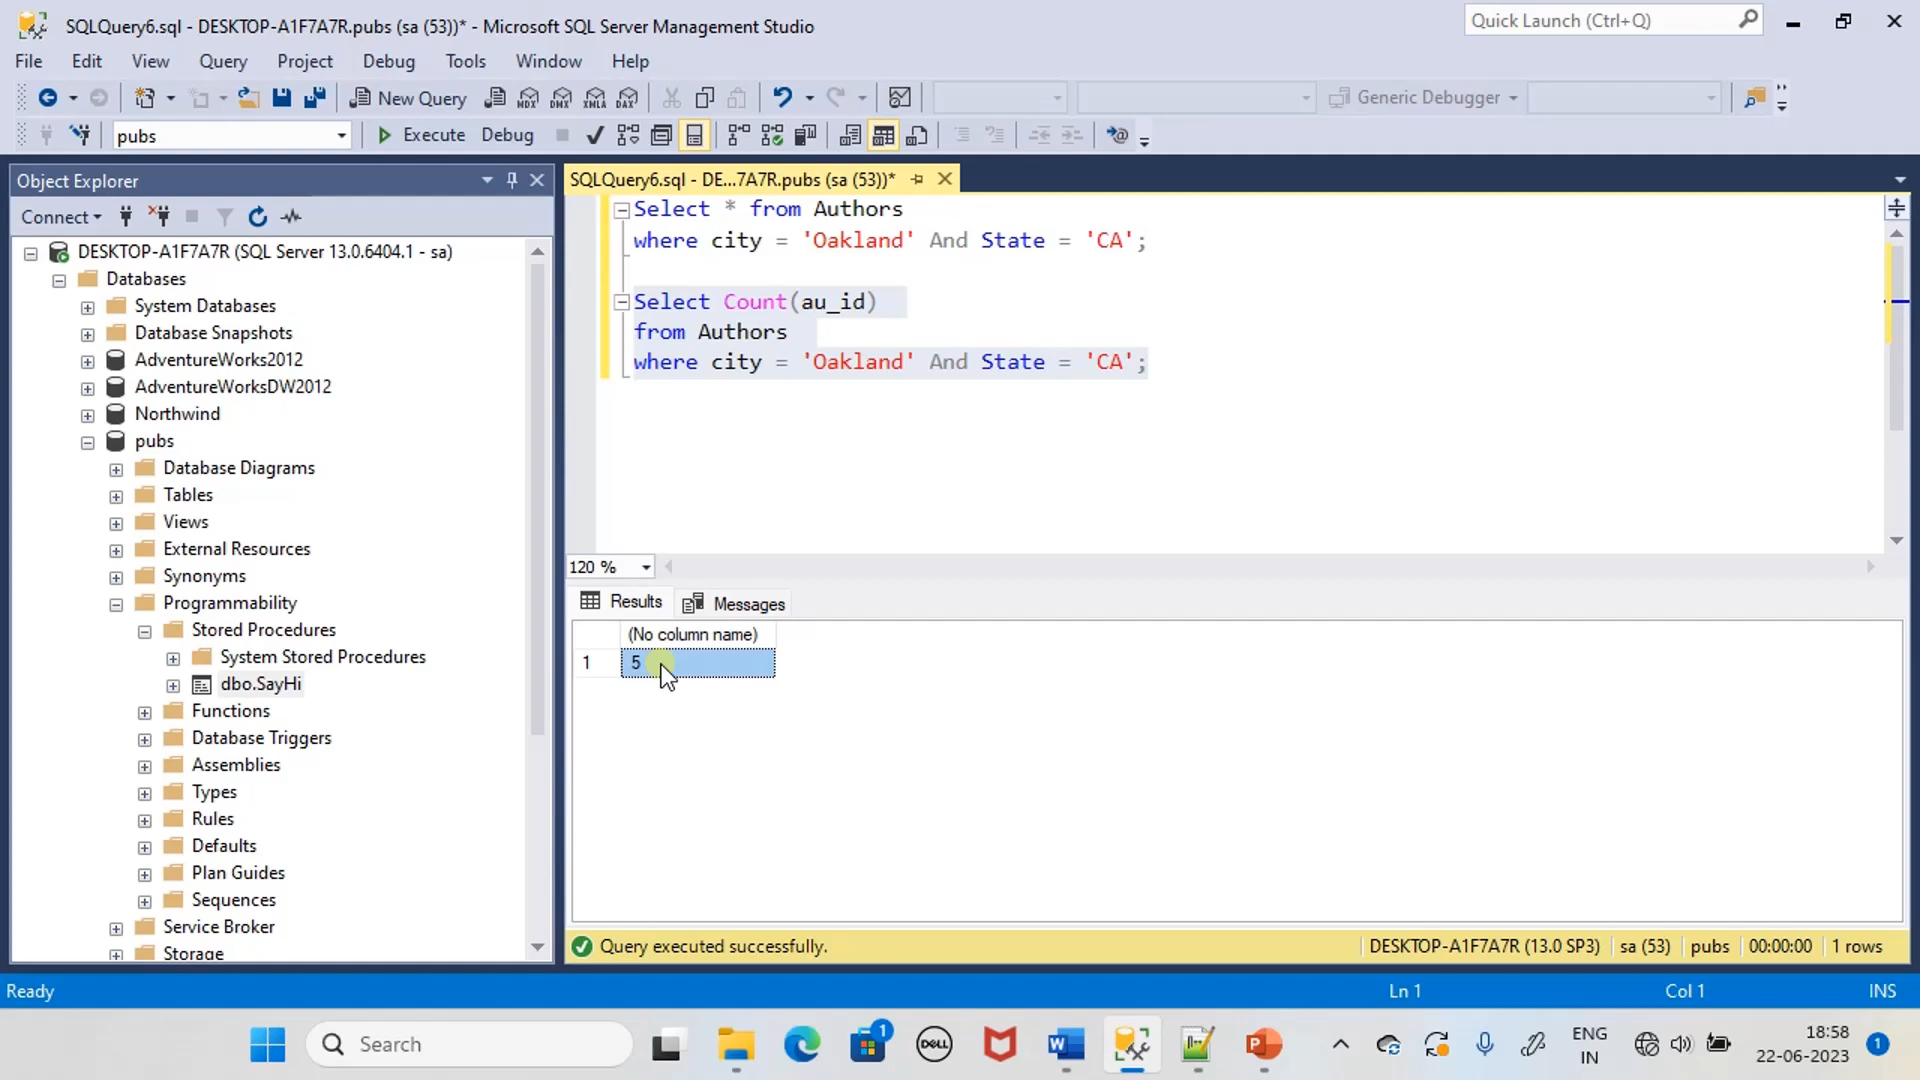 SQLQuery6.sql - DESKTOP-A1F7A7R.pubs (sa (53))* - Microsoft SQL Server Management Studio
Quick Launch (Ctrl+Q)
File Edit View Query Project Debug Tools Window Help
New Query
MDX DMX XMLA DAX
Generic Debugger
pubs
Execute Debug
Object Explorer
SQLQuery6.sql - DE...7A7R.pubs (sa (53))*
Connect
DESKTOP-A1F7A7R (SQL Server 13.0.6404.1 - sa)
Databases
System Databases
Database Snapshots
AdventureWorks2012
AdventureWorksDW2012
Northwind
pubs
Database Diagrams
Tables
Views
External Resources
Synonyms
Programmability
Stored Procedures
System Stored Procedures
dbo.SayHi
Functions
Database Triggers
Assemblies
Types
Rules
Defaults
Plan Guides
Sequences
Service Broker
Storage
Select * from Authors
where city = 'Oakland' And State = 'CA';
Select Count(au_id)
from Authors
where city = 'Oakland' And State = 'CA';
120 %
Results Messages
(No column name)
1 5
Query executed successfully.
DESKTOP-A1F7A7R (13.0 SP3) sa (53) pubs 00:00:00 1 rows
Ready Ln 1 Col 1 INS
Search
1
DELL
W
P
ENG
IN
18:58
22-06-2023
1